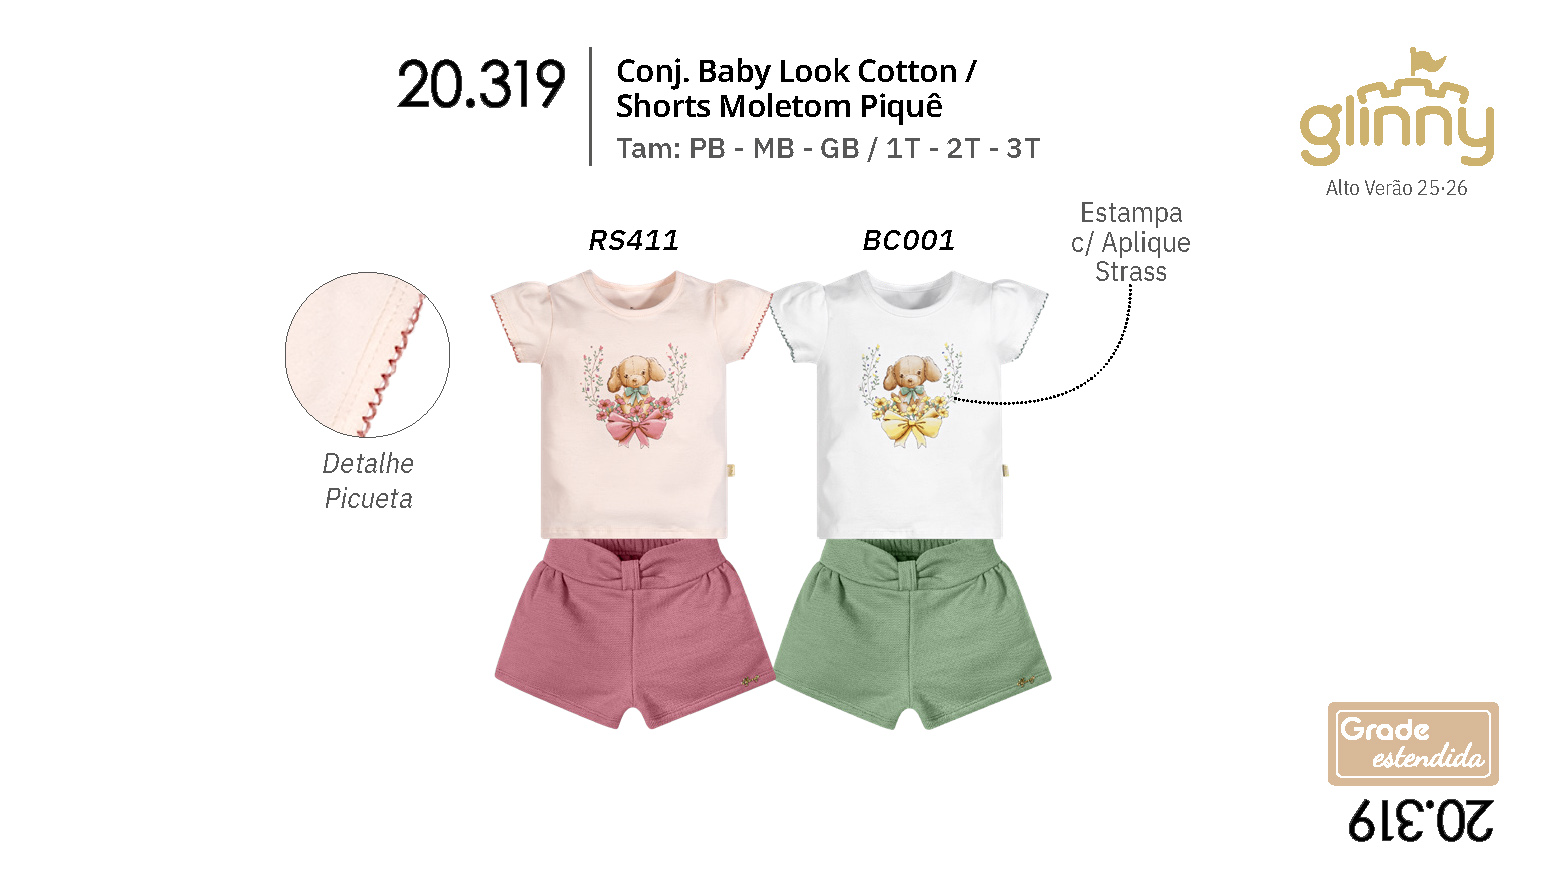 20.319
Conj. Baby Look Cotton /
Shorts Moletom Piquê
Tam: PB - MB - GB / 1T - 2T - 3T
glinny
Alto Verão 25·26
RS411
BC001
Estampa
c/ Aplique
Strass
Detalhe
Picueta
Grade
estendida
20.319